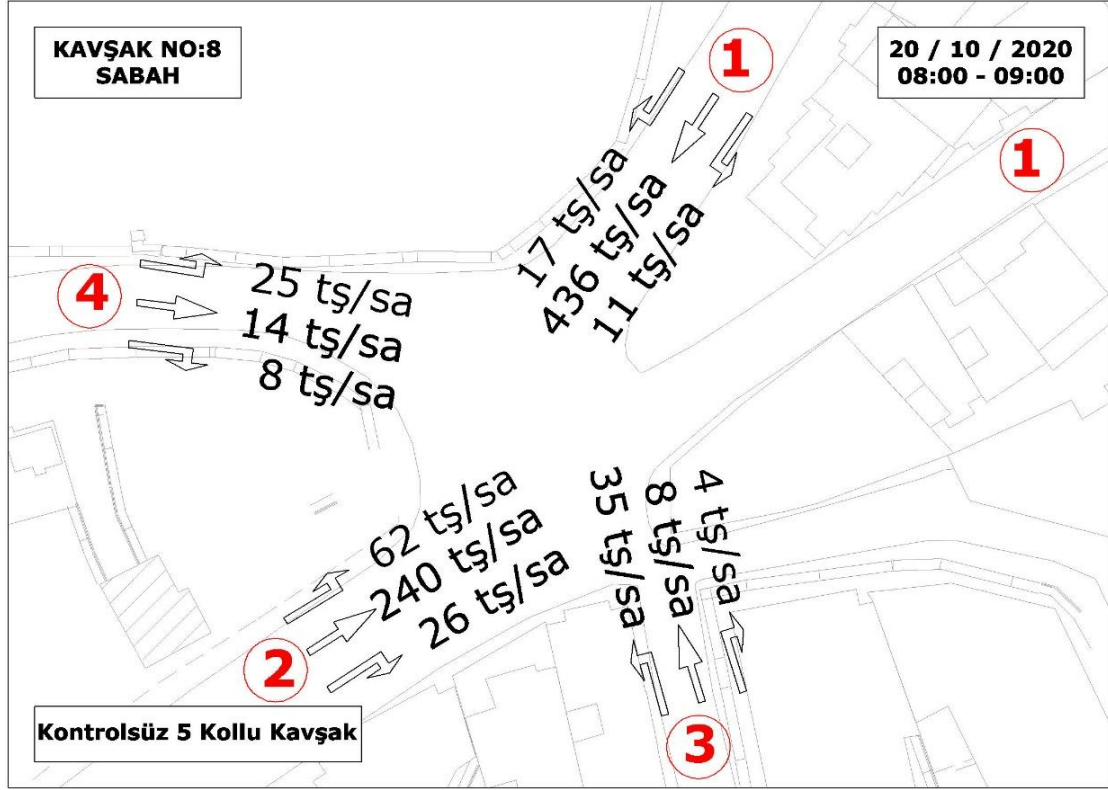 KAVŞAK NO:8
SABAH
20 / 10 / 2020
08:00 - 09:00
1
1
17 tş/sa
436 tş/sa
11 tş/sa
4
25 tş/sa
14 tş/sa
8 tş/sa
62 tş/sa
240 tş/sa
26 tş/sa
2
35 tş/sa
8 tş/sa
4 tş/sa
3
Kontrolsüz 5 Kollu Kavşak